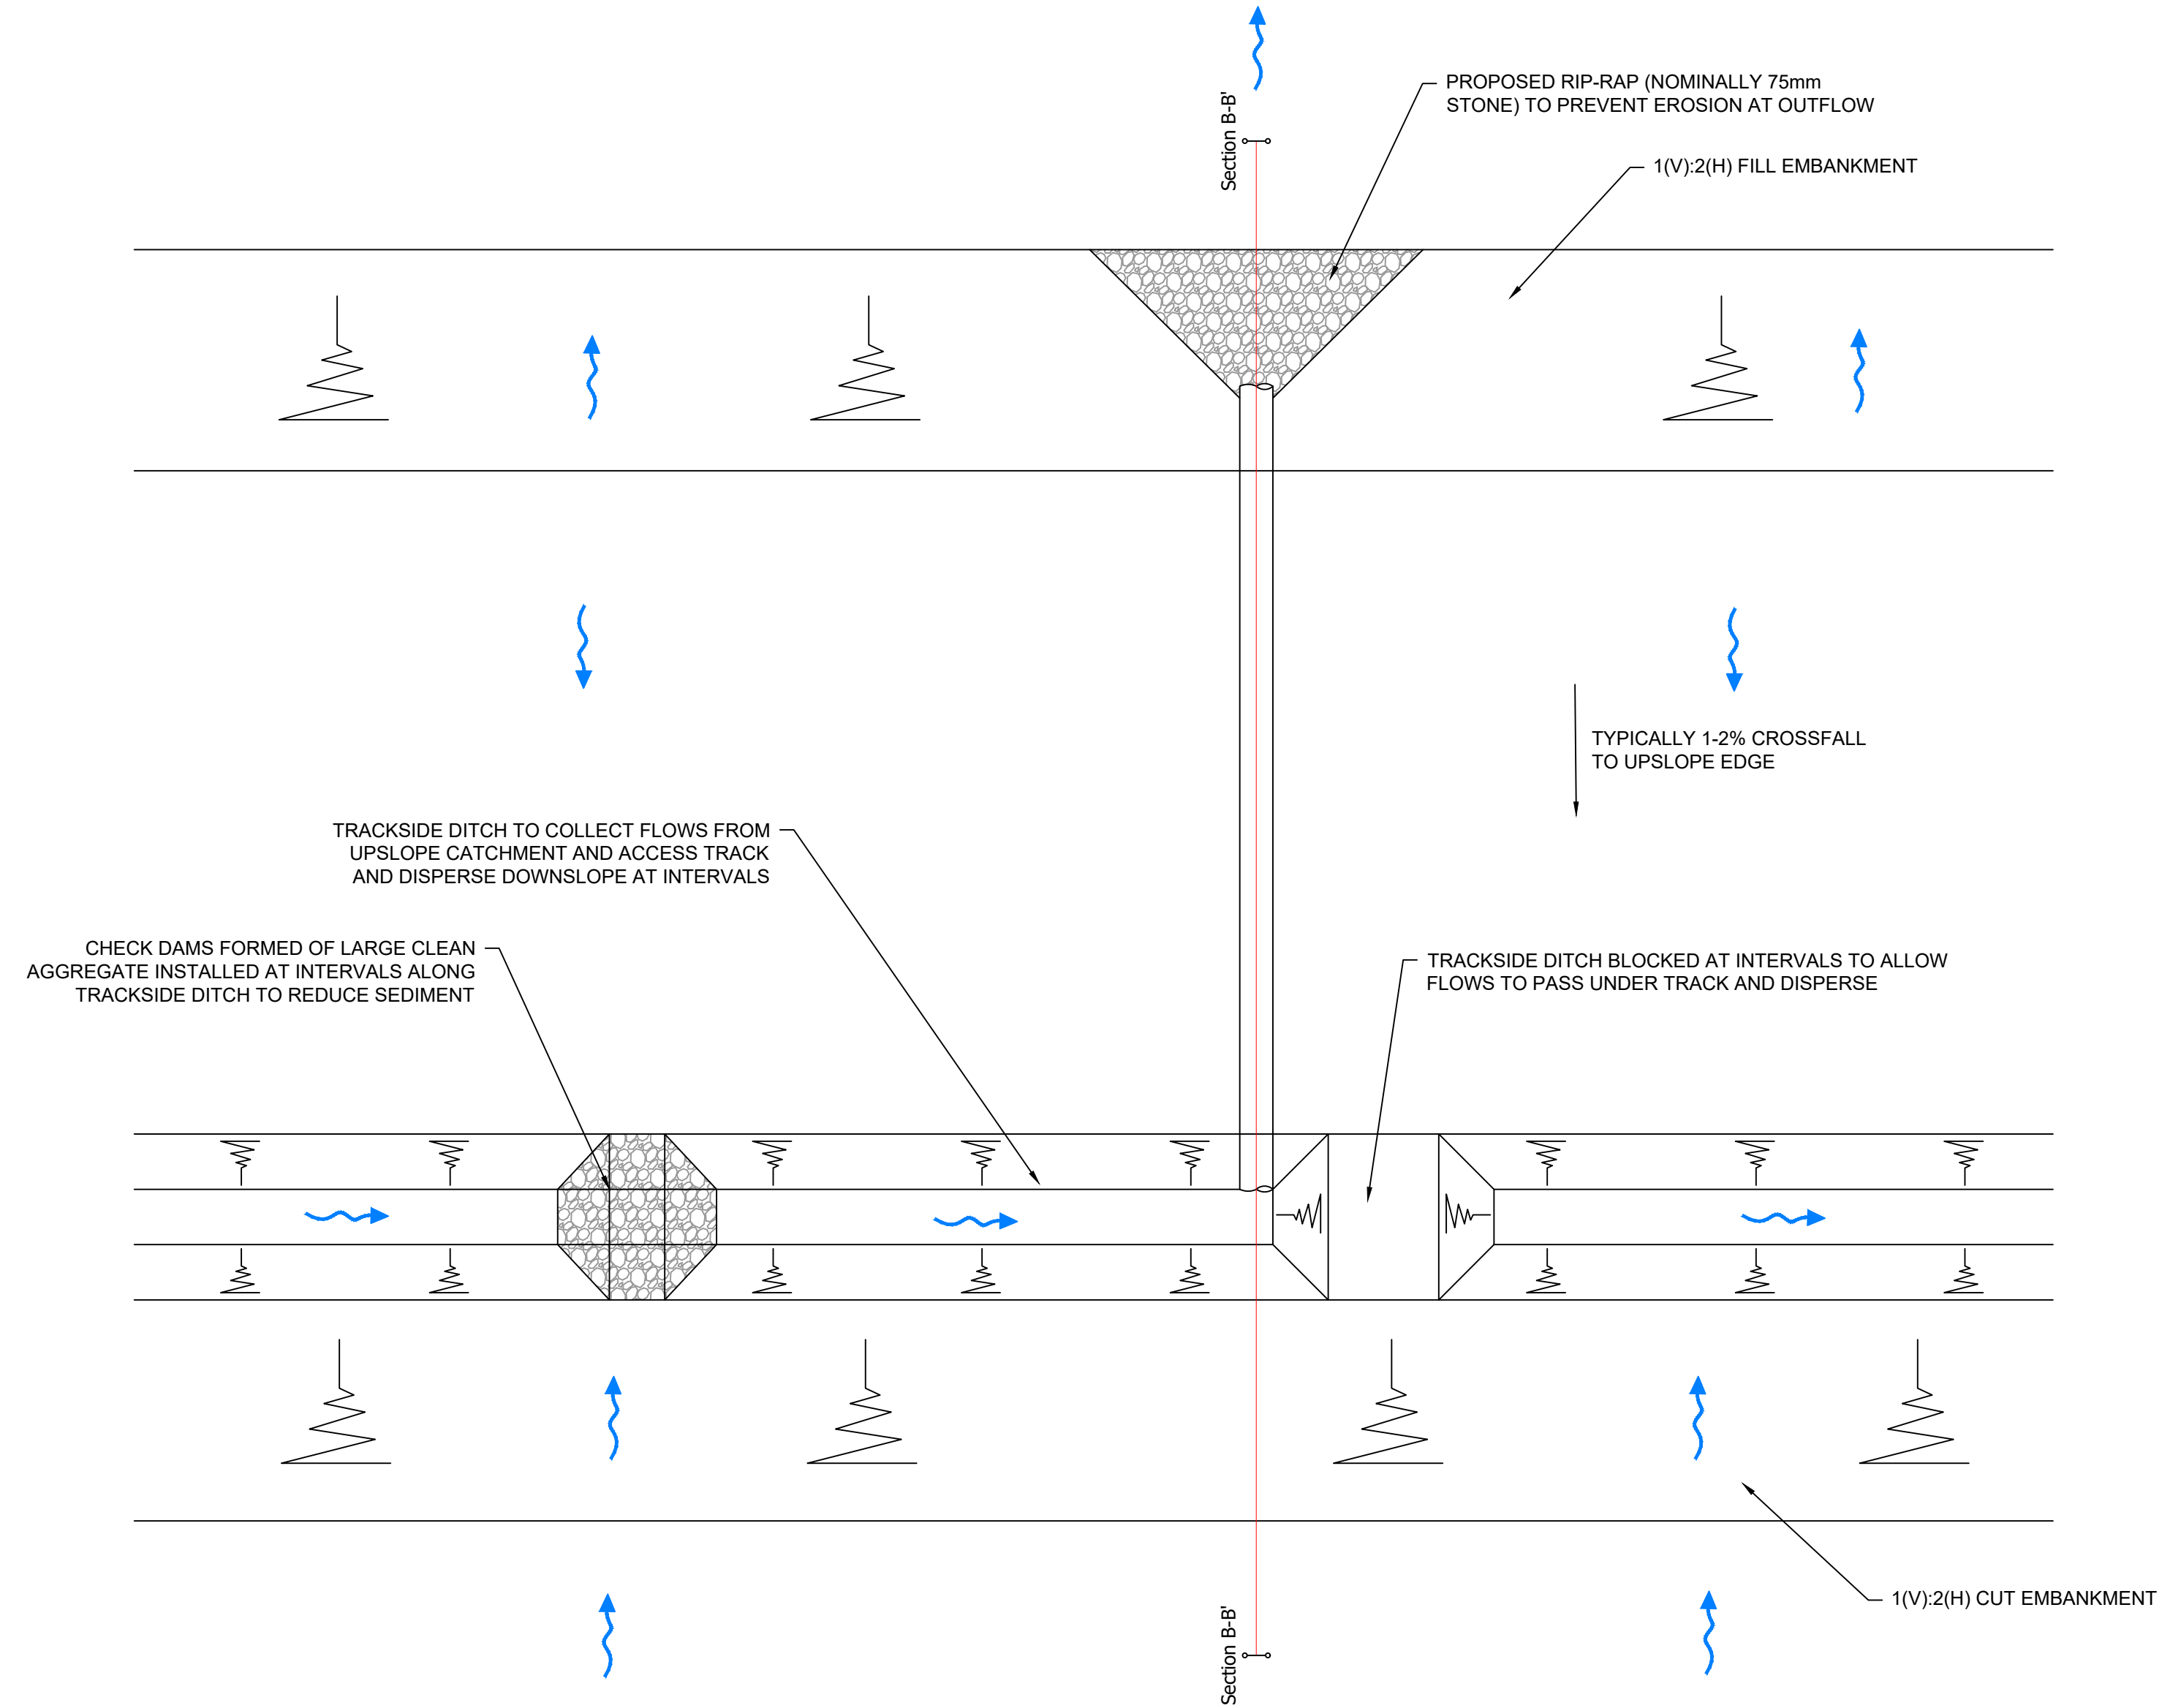 Section B-B'
PROPOSED RIP-RAP (NOMINALLY 75mm
STONE) TO PREVENT EROSION AT OUTFLOW
1(V):2(H) FILL EMBANKMENT
TYPICALLY 1-2% CROSSFALL
TO UPSLOPE EDGE
TRACKSIDE DITCH TO COLLECT FLOWS FROM
UPSLOPE CATCHMENT AND ACCESS TRACK
AND DISPERSE DOWNSLOPE AT INTERVALS
CHECK DAMS FORMED OF LARGE CLEAN
AGGREGATE INSTALLED AT INTERVALS ALONG
TRACKSIDE DITCH TO REDUCE SEDIMENT
TRACKSIDE DITCH BLOCKED AT INTERVALS TO ALLOW
FLOWS TO PASS UNDER TRACK AND DISPERSE
1(V):2(H) CUT EMBANKMENT
Section B-B'